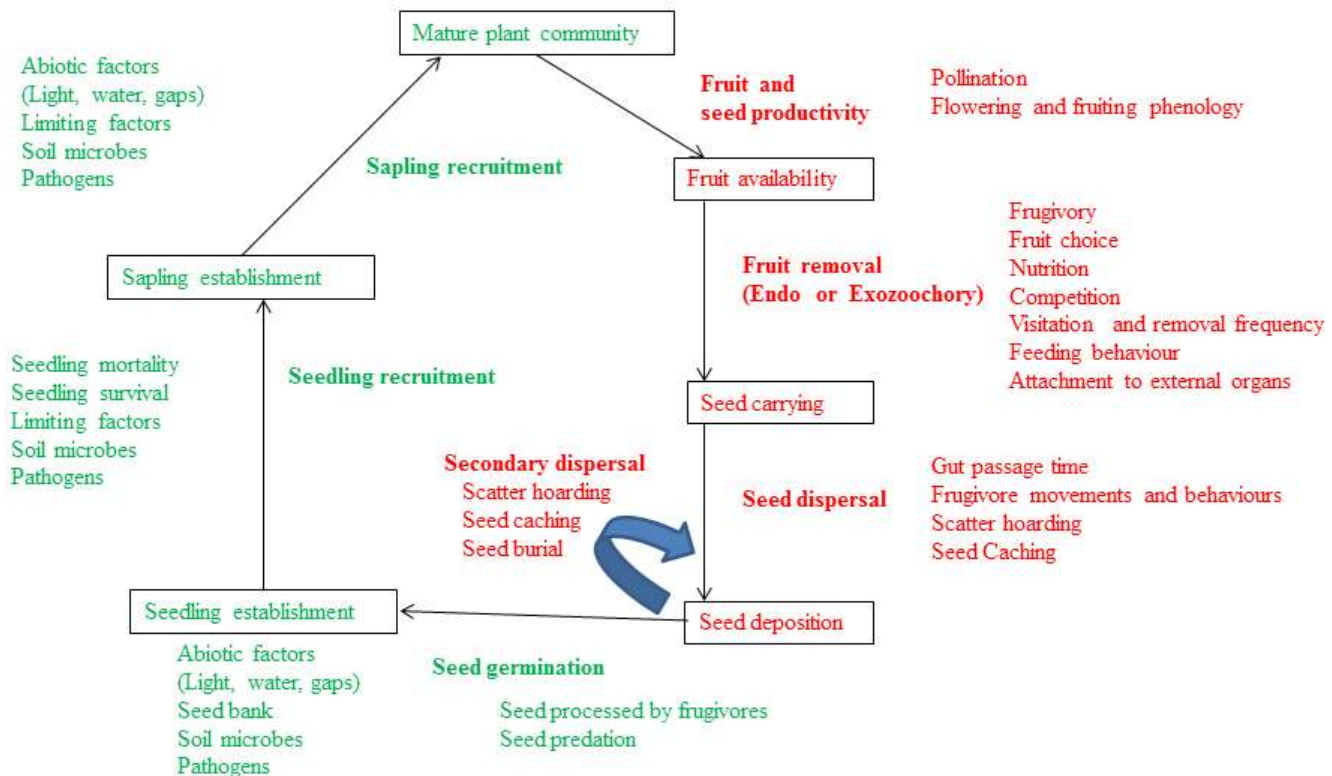 Mature plant community
Abiotic factors
(Light, water, gaps)
Limiting factors
Soil microbes
Pathogens
Fruit and
seed productivity
Pollination
Flowering and fruiting phenology
Sapling recruitment
Fruit availability
Frugivory
Fruit choice
Nutrition
Competition
Visitation and removal frequency
Feeding behaviour
Attachment to external organs
Fruit removal
(Endo or Exozoochory)
Sapling establishment
Seedling mortality
Seedling survival
Limiting factors
Soil microbes
Pathogens
Seedling recruitment
Seed carrying
Secondary dispersal
Scatter hoarding
Seed caching
Seed burial
Seed dispersal
Gut passage time
Frugivore movements and behaviours
Scatter hoarding
Seed Caching
Seedling establishment
Seed deposition
Abiotic factors
(Light, water, gaps)
Seed bank
Soil microbes
Pathogens
Seed germination
Seed processed by frugivores
Seed predation